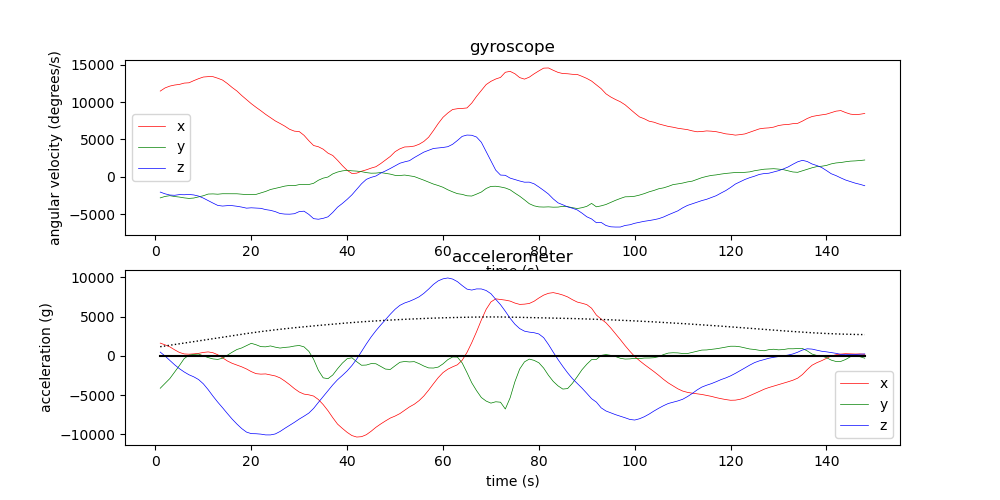 gyroscope
angular velocity (degrees/s)
15000
10000
5000
0
−5000
x
y
z
0 20 40 60 80 100 120 140
time (s)
accelerometer
acceleration (g)
10000
5000
0
−5000
−10000
x
y
z
0 20 40 60 80 100 120 140
time (s)